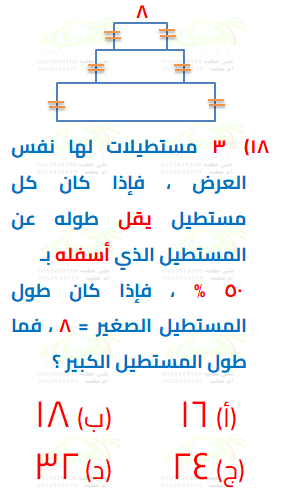 ٨
١٨) ٣ مستطيلات لها نفس
العرض ، فإذا كان كل
مستطيل يقل طوله عن
المستطيل الذي أسفله بـ
٥٠ % ، فإذا كان طول
المستطيل الصغير = ٨ ، فما
طول المستطيل الكبير ؟
(أ) ١٦ (ب) ١٨
(ج) ٢٤ (د) ٣٢